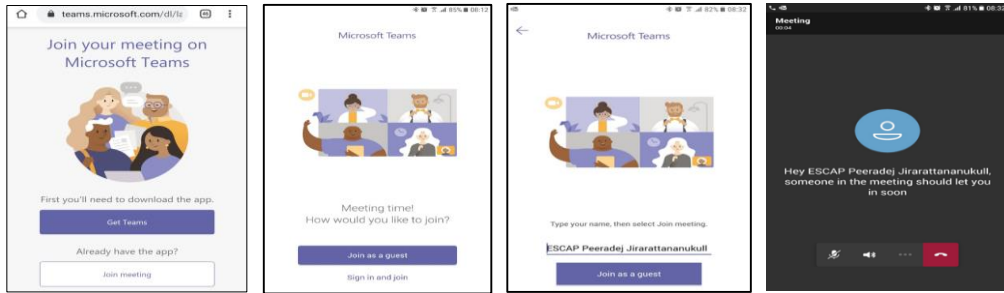 teams.microsoft.com/dl/la
Join your meeting on
Microsoft Teams
First you'll need to download the app.
Get Teams
Already have the app?
Join meeting
85% 08:12
Microsoft Teams
Meeting time!
How would you like to join?
Join as a guest
Sign in and join
82% 08:32
Microsoft Teams
Type your name, then select Join meeting.
ESCAP Peeradej Jirarattananukull
Join as a guest
81% 08:32
Meeting
00:04
Hey ESCAP Peeradej Jirarattananukull,
someone in the meeting should let you
in soon